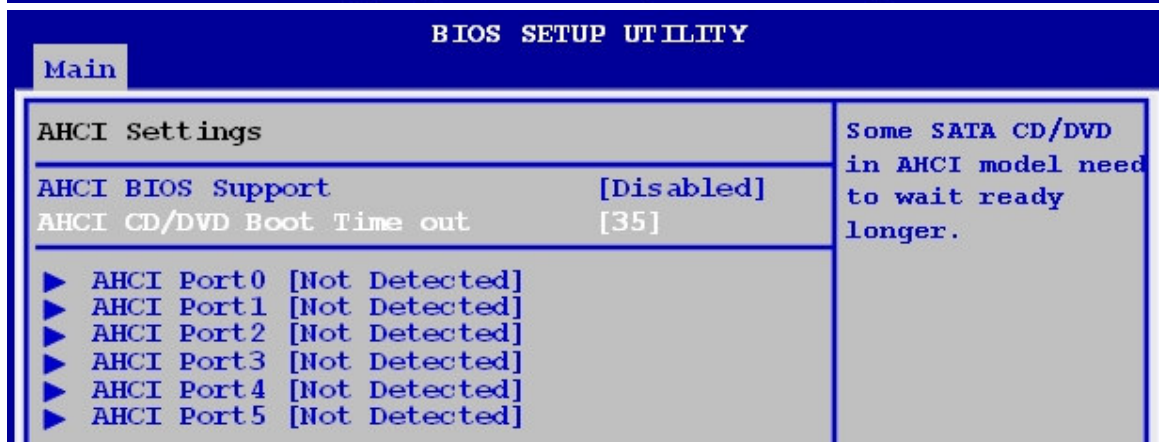 BIOS SETUP UTILITY
Main
AHCI Settings
AHCI BIOS Support [Disabled]
AHCI CD/DVD Boot Time out [35]
AHCI Port0 [Not Detected]
AHCI Port1 [Not Detected]
AHCI Port2 [Not Detected]
AHCI Port3 [Not Detected]
AHCI Port4 [Not Detected]
AHCI Port5 [Not Detected]
Some SATA CD/DVD
in AHCI model need
to wait ready
longer.